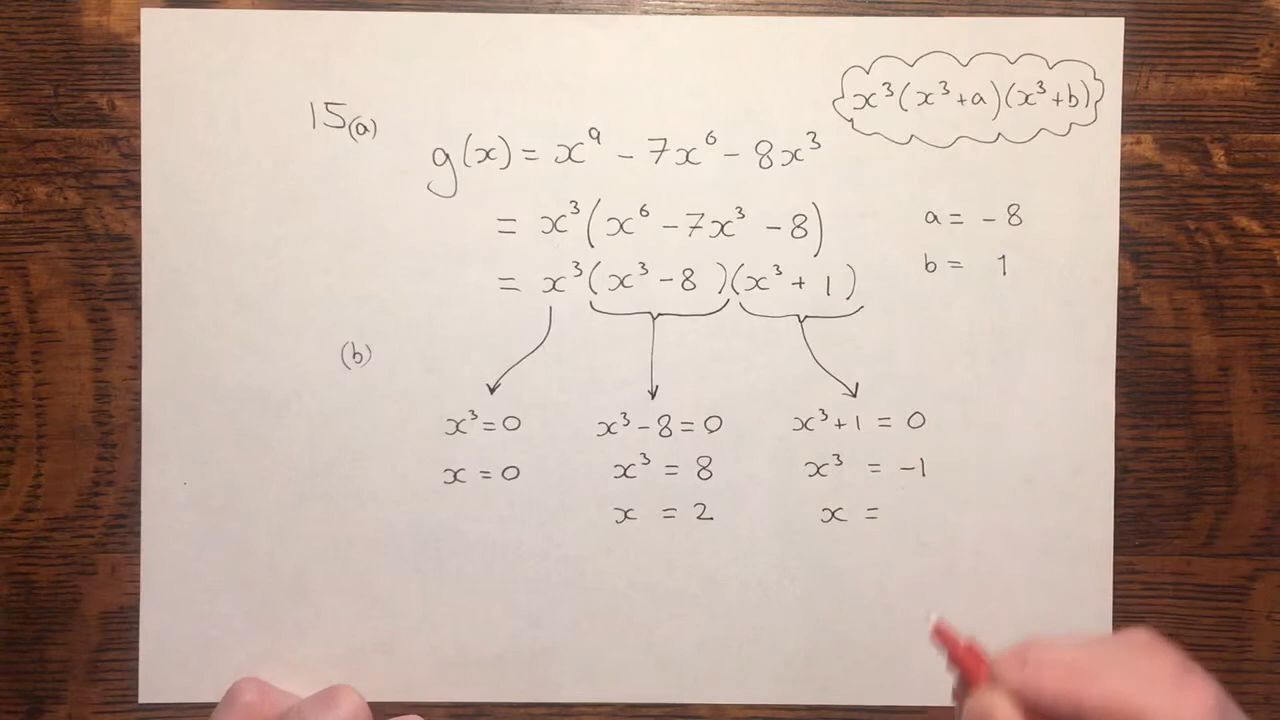 x³(x³+a)(x³+b)
15(a)
g(x) = x⁹ - 7x⁶ - 8x³
= x³(x⁶ - 7x³ - 8)
a = -8
= x³(x³ - 8)(x³ + 1)
b = 1
(b)
x³=0
x³-8=0
x³+1=0
x=0
x³=8
x³=-1
x=2
x=